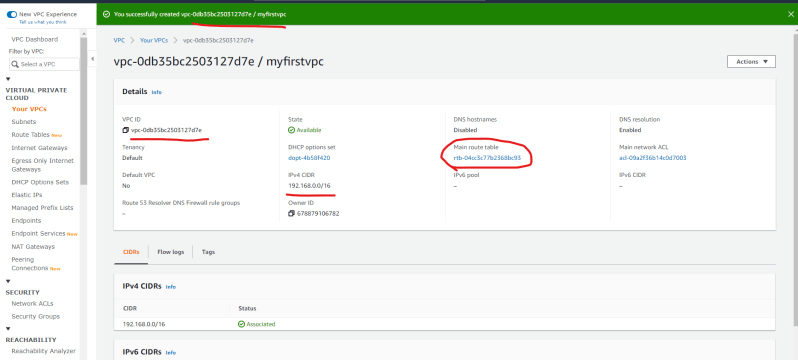 New VPC Experience
Tell us what you think
You successfully created vpc-0db35bc2503127d7e / myfirstvpc
VPC Dashboard
Filter by VPC:
Select a VPC
VIRTUAL PRIVATE
CLOUD
Your VPCs
Subnets
Route Tables New
Internet Gateways
Egress Only Internet
Gateways
DHCP Options Sets
Elastic IPs
Managed Prefix Lists
Endpoints
Endpoint Services New
NAT Gateways
Peering
Connections New
SECURITY
Network ACLs
Security Groups
REACHABILITY
Reachability Analyzer
VPC > Your VPCs > vpc-0db35bc2503127d7e
vpc-0db35bc2503127d7e / myfirstvpc
Actions
Details Info
VPC ID
vpc-0db35bc2503127d7e
State
Available
DNS hostnames
Disabled
DNS resolution
Enabled
Tenancy
Default
DHCP options set
dopt-4b58f420
Main route table
rtb-04cc3c77b2368bc93
Main network ACL
acl-09a2f36b14c0d7003
Default VPC
No
IPv4 CIDR
192.168.0.0/16
IPv6 pool
–
IPv6 CIDR
–
Route 53 Resolver DNS Firewall rule groups
–
Owner ID
678879106782
CIDRs Flow logs Tags
IPv4 CIDRs Info
CIDR Status
192.168.0.0/16 Associated
IPv6 CIDRs Info